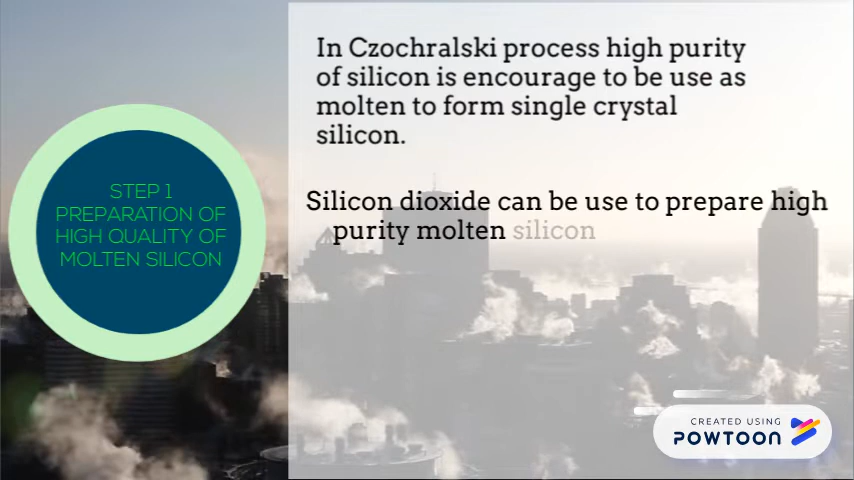 STEP 1
PREPARATION OF
HIGH QUALITY OF
MOLTEN SILICON
In Czochralski process high purity
of silicon is encourage to be use as
molten to form single crystal
silicon.
Silicon dioxide can be use to prepare high
purity molten silicon
CREATED USING
POWTOON